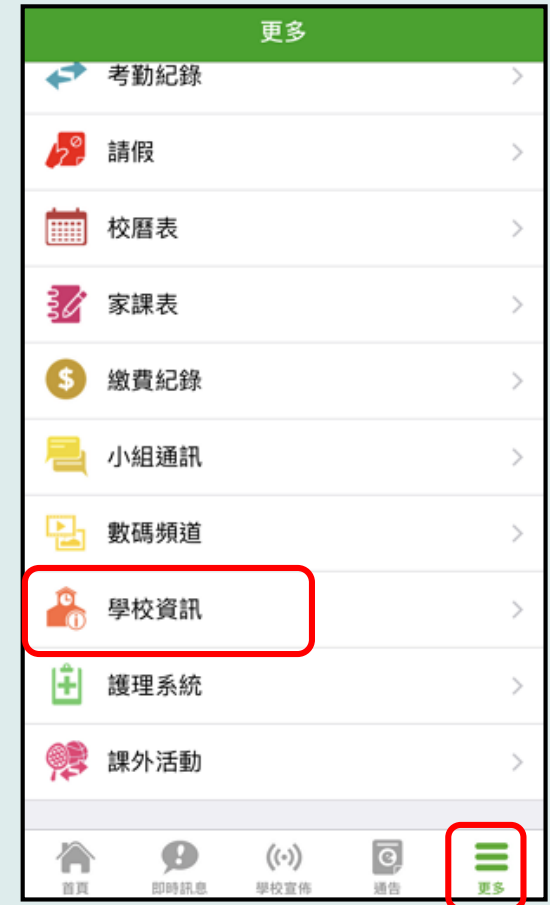 更多
考勤紀錄
請假
校曆表
家課表
繳費紀錄
小組通訊
數碼頻道
學校資訊
護理系統
課外活動
首頁 即時訊息 學校宣佈 通告 更多